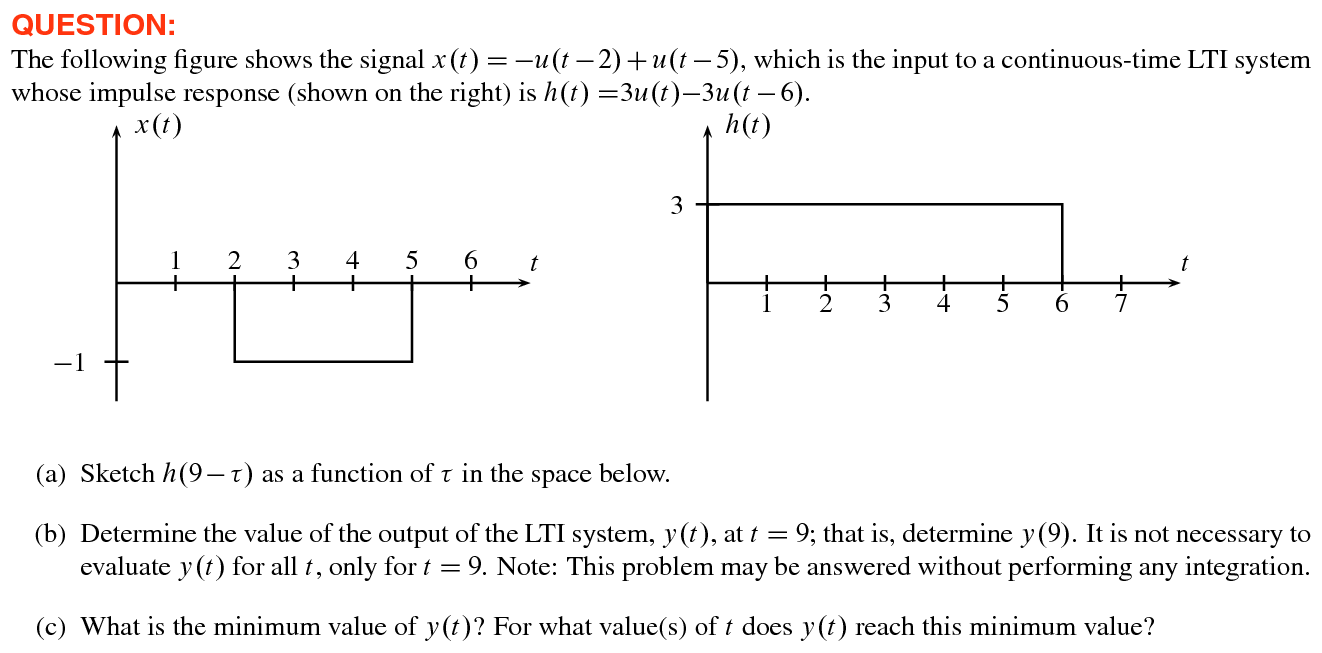 QUESTION:
The following figure shows the signal x(t) = −u(t − 2) + u(t − 5), which is the input to a continuous-time LTI system
whose impulse response (shown on the right) is h(t) =3u(t)−3u(t − 6).
x(t)
h(t)
3
1 2 3 4 5 6 t
t
1 2 3 4 5 6 7
−1
(a) Sketch h(9 − τ) as a function of τ in the space below.
(b) Determine the value of the output of the LTI system, y(t), at t = 9; that is, determine y(9). It is not necessary to
evaluate y(t) for all t, only for t = 9. Note: This problem may be answered without performing any integration.
(c) What is the minimum value of y(t)? For what value(s) of t does y(t) reach this minimum value?